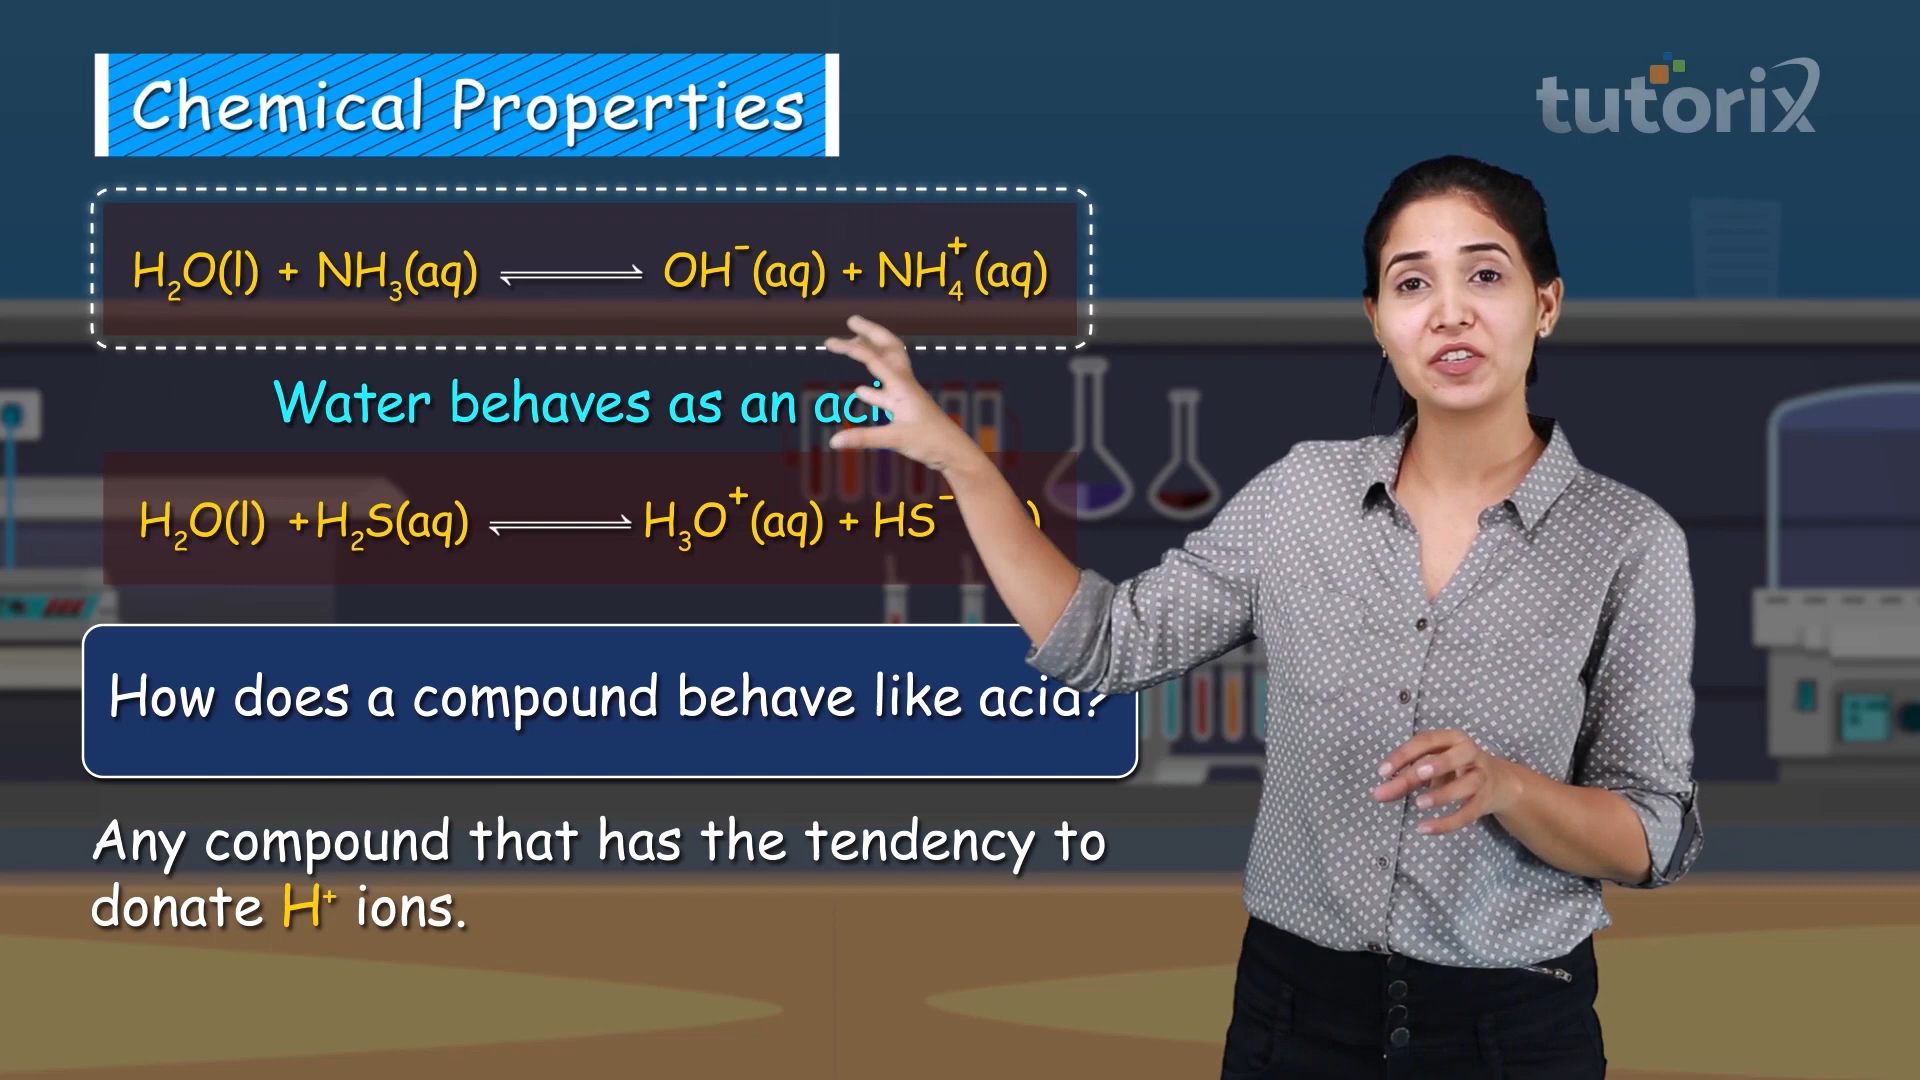 Chemical Properties
tutorix
H₂O(l) + NH₃(aq) ⇌ OH⁻(aq) + NH₄⁺(aq)
Water behaves as an
H₂O(l) + H₂S(aq) ⇌ H₃O⁺(aq) + HS⁻
How does a compound behave like acid?
Any compound that has the tendency to
donate H⁺ ions.